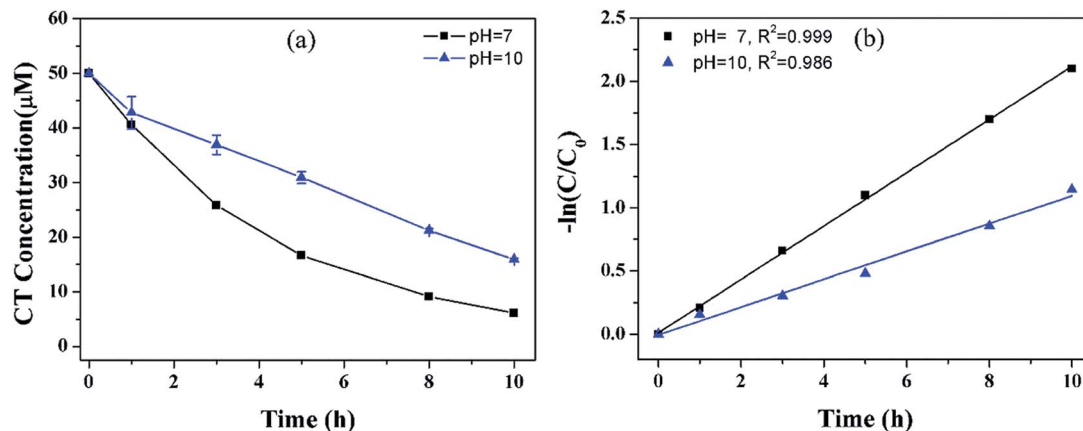 (a)
pH=7
pH=10
CT Concentration(μM)
60
50
40
30
20
10
0
0 2 4 6 8 10
Time (h)
(b)
pH= 7, R²=0.999
pH=10, R²=0.986
-ln(C/C₀)
2.5
2.0
1.5
1.0
0.5
0.0
0 2 4 6 8 10
Time (h)